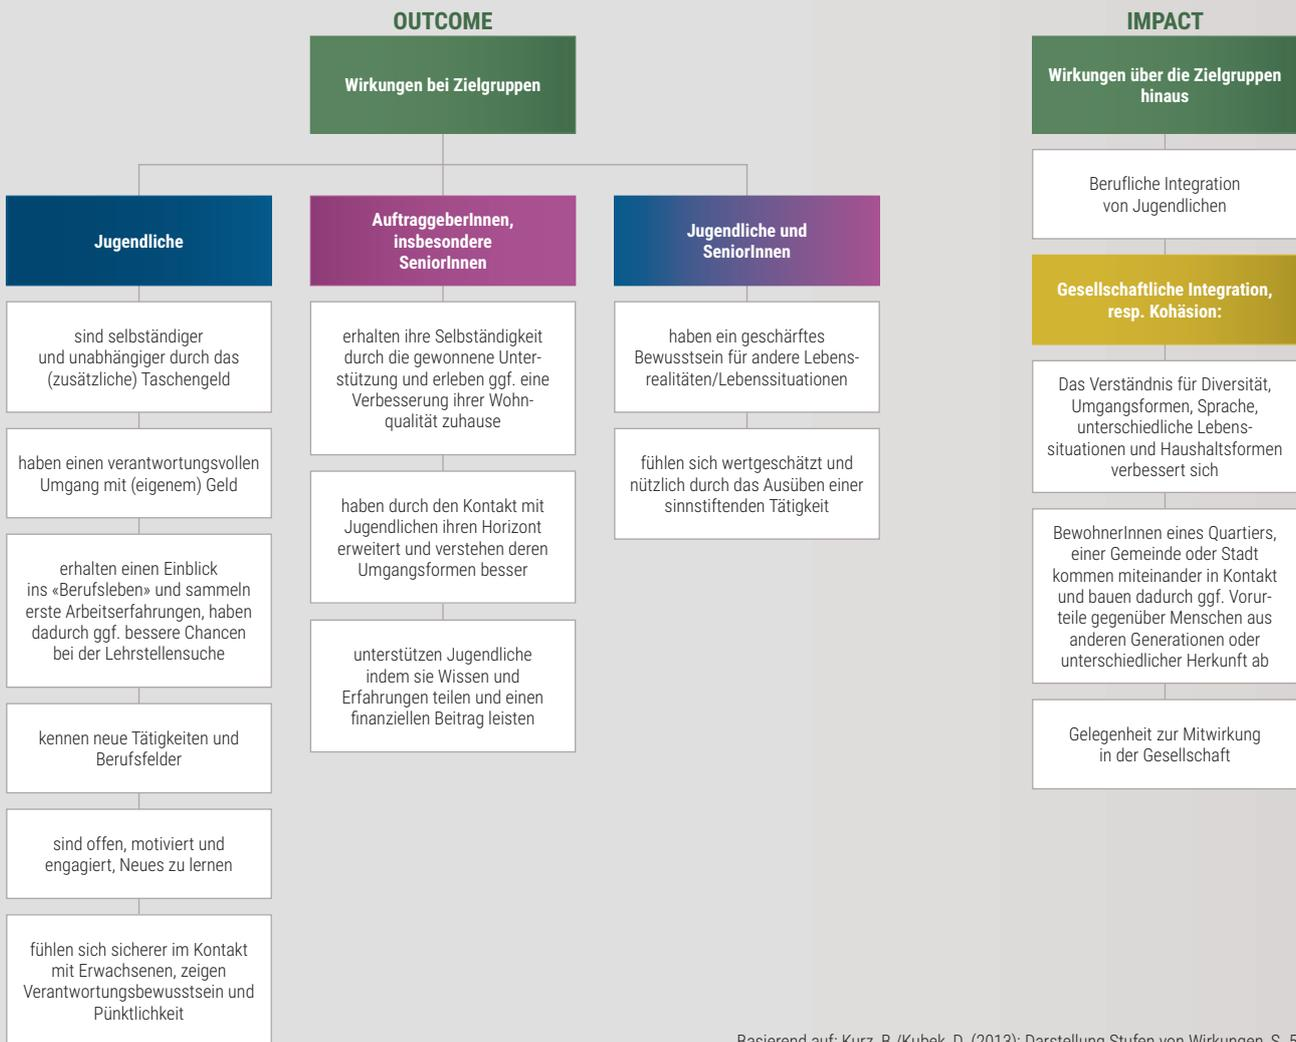 OUTCOME
Wirkungen bei Zielgruppen
Jugendliche
sind selbständiger
und unabhängiger durch das
(zusätzliche) Taschengeld
haben einen verantwortungsvollen
Umgang mit (eigenem) Geld
erhalten einen Einblick
ins «Berufsleben» und sammeln
erste Arbeitserfahrungen, haben
dadurch ggf. bessere Chancen
bei der Lehrstellensuche
kennen neue Tätigkeiten und
Berufsfelder
sind offen, motiviert und
engagiert, Neues zu lernen
fühlen sich sicherer im Kontakt
mit Erwachsenen, zeigen
Verantwortungsbewusstsein und
Pünktlichkeit
AuftraggeberInnen,
insbesondere
SeniorInnen
erhalten ihre Selbständigkeit
durch die gewonnene Unter-
stützung und erleben ggf. eine
Verbesserung ihrer Wohn-
qualität zuhause
haben durch den Kontakt mit
Jugendlichen ihren Horizont
erweitert und verstehen deren
Umgangsformen besser
unterstützen Jugendliche
indem sie Wissen und
Erfahrungen teilen und einen
finanziellen Beitrag leisten
Jugendliche und
SeniorInnen
haben ein geschärftes
Bewusstsein für andere Lebens-
realitäten/Lebenssituationen
fühlen sich wertgeschätzt und
nützlich durch das Ausüben einer
sinnstiftenden Tätigkeit
IMPACT
Wirkungen über die Zielgruppen
hinaus
Berufliche Integration
von Jugendlichen
Gesellschaftliche Integration,
resp. Kohäsion:
Das Verständnis für Diversität,
Umgangsformen, Sprache,
unterschiedliche Lebens-
situationen und Haushaltsformen
verbessert sich
BewohnerInnen eines Quartiers,
einer Gemeinde oder Stadt
kommen miteinander in Kontakt
und bauen dadurch ggf. Vorur-
teile gegenüber Menschen aus
anderen Generationen oder
unterschiedlicher Herkunft ab
Gelegenheit zur Mitwirkung
in der Gesellschaft
Basierend auf: Kurz, B./Kubek, D. (2013): Darstellung Stufen von Wirkungen, S. 5